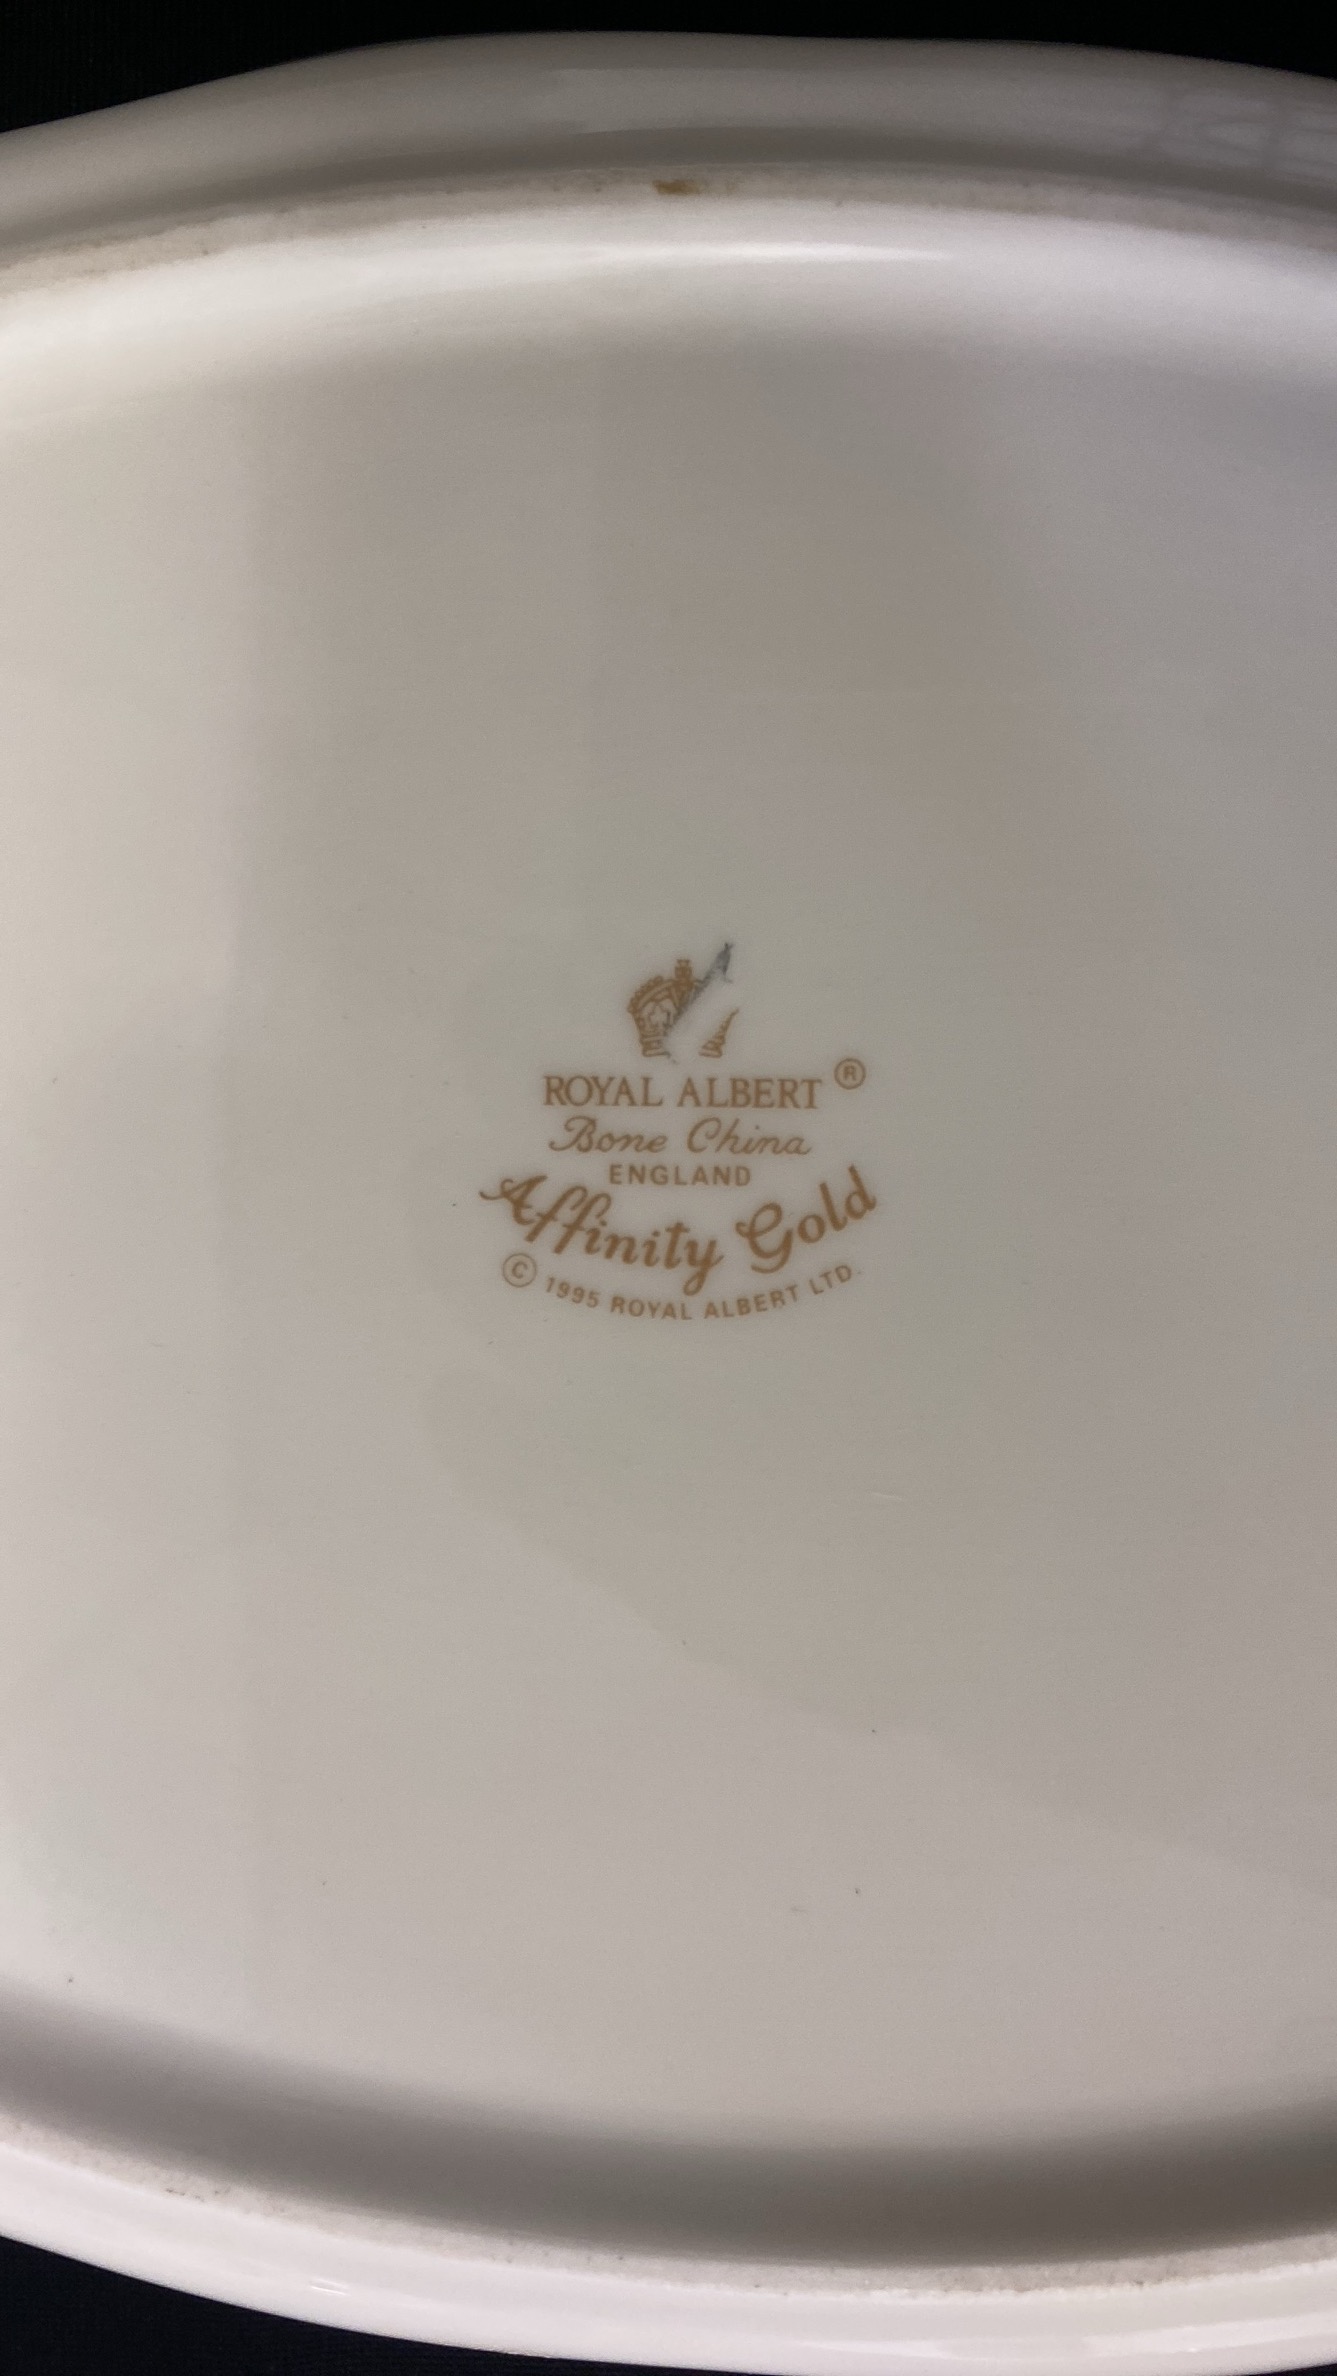 ROYAL ALBERT ®
Bone China
ENGLAND
Affinity Gold
© 1995 ROYAL ALBERT LTD.